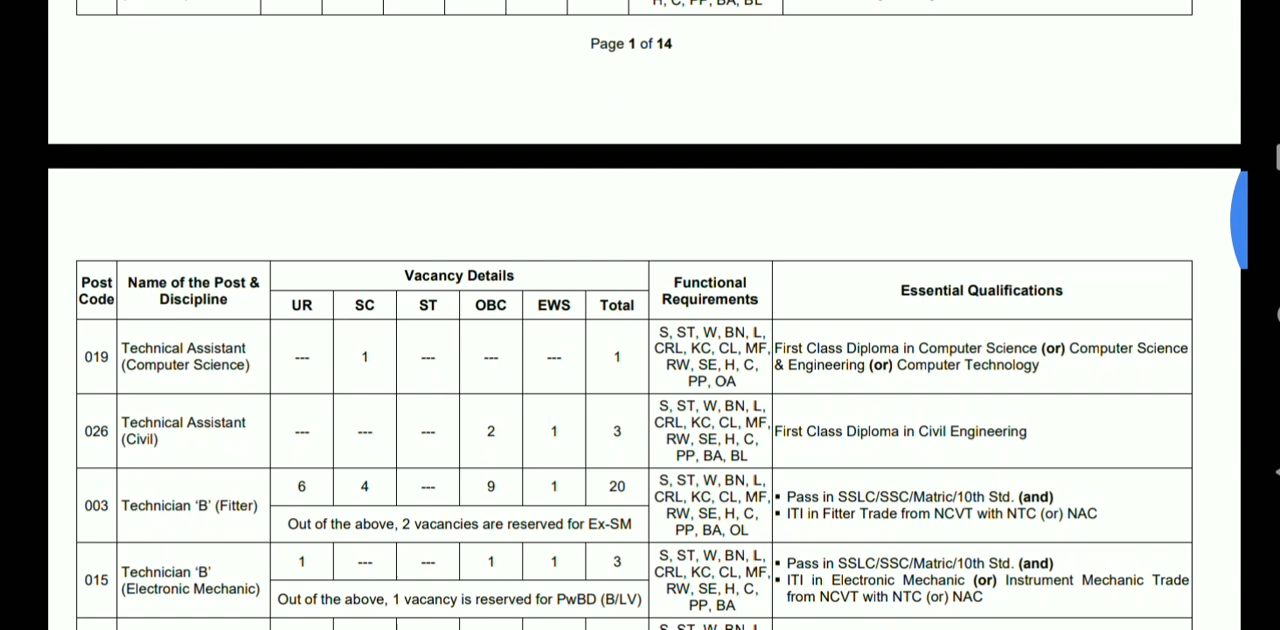 H, C, PP, BA, BL
Page 1 of 14
Post Code Name of the Post & Discipline Vacancy Details Functional Requirements Essential Qualifications
UR SC ST OBC EWS Total
019 Technical Assistant (Computer Science) --- 1 --- --- --- 1 S, ST, W, BN, L, CRL, KC, CL, MF, RW, SE, H, C, PP, OA First Class Diploma in Computer Science (or) Computer Science & Engineering (or) Computer Technology
026 Technical Assistant (Civil) --- --- --- 2 1 3 S, ST, W, BN, L, CRL, KC, CL, MF, RW, SE, H, C, PP, BA, BL First Class Diploma in Civil Engineering
003 Technician ‘B’ (Fitter) 6 4 --- 9 1 20 S, ST, W, BN, L, CRL, KC, CL, MF, RW, SE, H, C, PP, BA, OL ▪ Pass in SSLC/SSC/Matric/10th Std. (and)
▪ ITI in Fitter Trade from NCVT with NTC (or) NAC
Out of the above, 2 vacancies are reserved for Ex-SM
015 Technician ‘B’ (Electronic Mechanic) 1 --- --- 1 1 3 S, ST, W, BN, L, CRL, KC, CL, MF, RW, SE, H, C, PP, BA ▪ Pass in SSLC/SSC/Matric/10th Std. (and)
▪ ITI in Electronic Mechanic (or) Instrument Mechanic Trade from NCVT with NTC (or) NAC
Out of the above, 1 vacancy is reserved for PwBD (B/LV)
S, ST, W, BN, L,